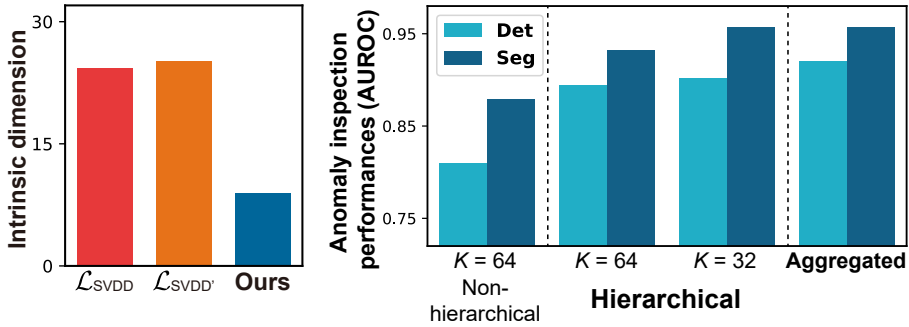 Intrinsic dimension
30
15
0
ℒSVDD
ℒSVDD'
Ours
Anomaly inspection
performances (AUROC)
0.95
0.85
0.75
Det
Seg
K = 64
K = 64
K = 32
Aggregated
Non-
hierarchical
Hierarchical